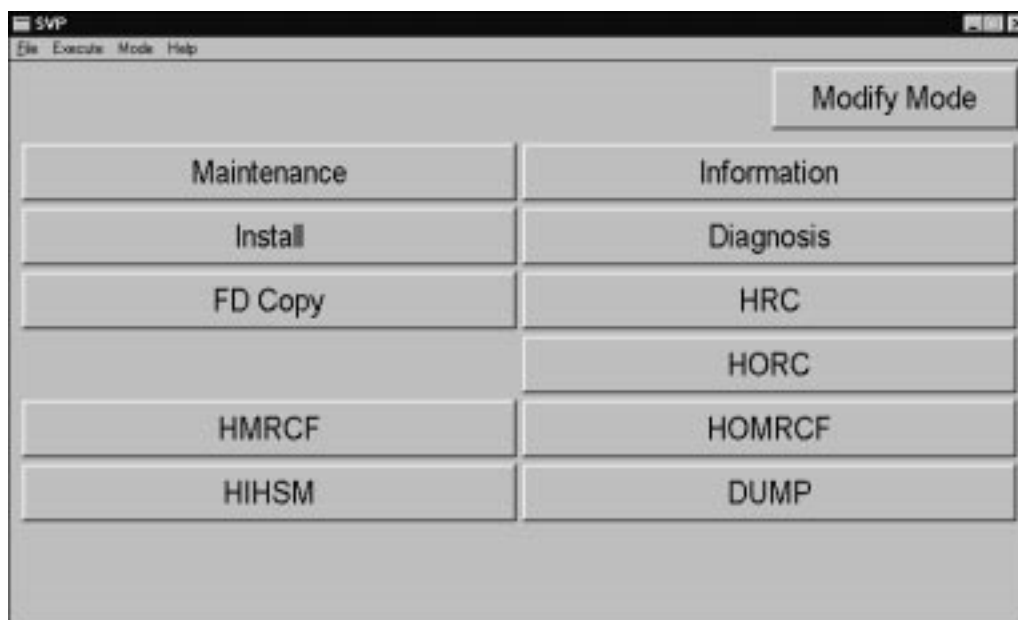 SVP
File Execute Mode Help
Modify Mode
Maintenance Information
Install Diagnosis
FD Copy HRC
HORC
HMRCF HOMRCF
HIHSM DUMP